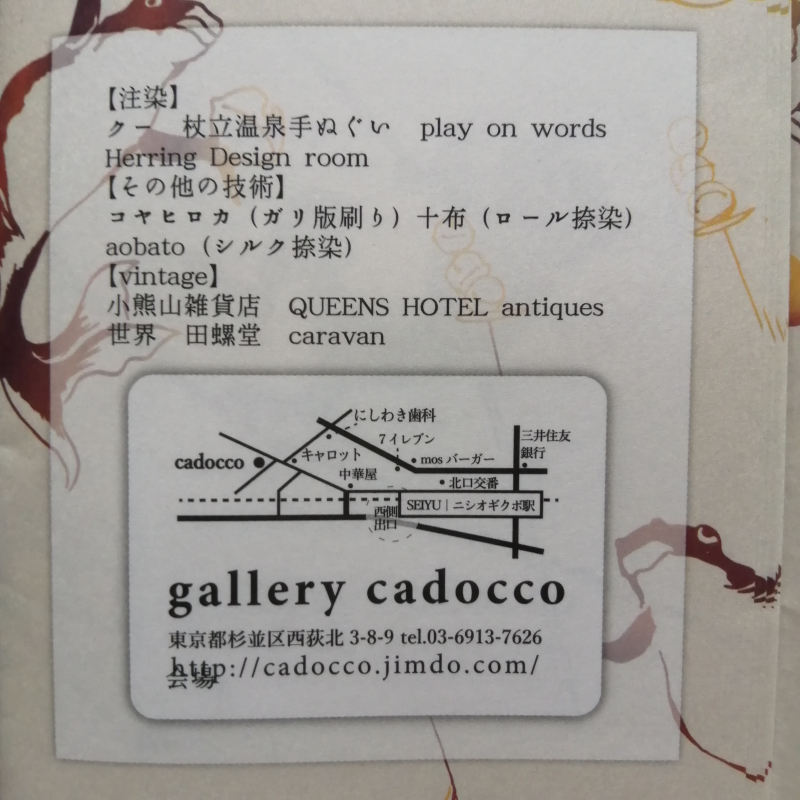 【注染】
クー　杖立温泉手ぬぐい　play on words
Herring Design room
【その他の技術】
コヤヒロカ（ガリ版刷り）十布（ロール捺染）
aobato（シルク捺染）
【vintage】
小熊山雑貨店　QUEENS HOTEL antiques
世界　田螺堂　caravan
にしわき歯科
7イレブン
三井住友
銀行
cadocco
キャロット
mos バーガー
中華屋
北口交番
SEIYU｜ニシオギクボ駅
西側
出口
gallery cadocco
東京都杉並区西荻北 3-8-9 tel.03-6913-7626
http://cadocco.jimdo.com/
会場